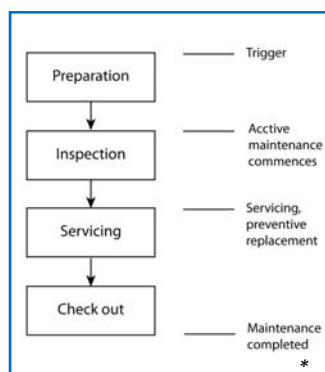 Trigger
Preparation
Acctive
maintenance
commences
Inspection
Servicing,
preventive
replacement
Servicing
Check out
Maintenance
completed
*